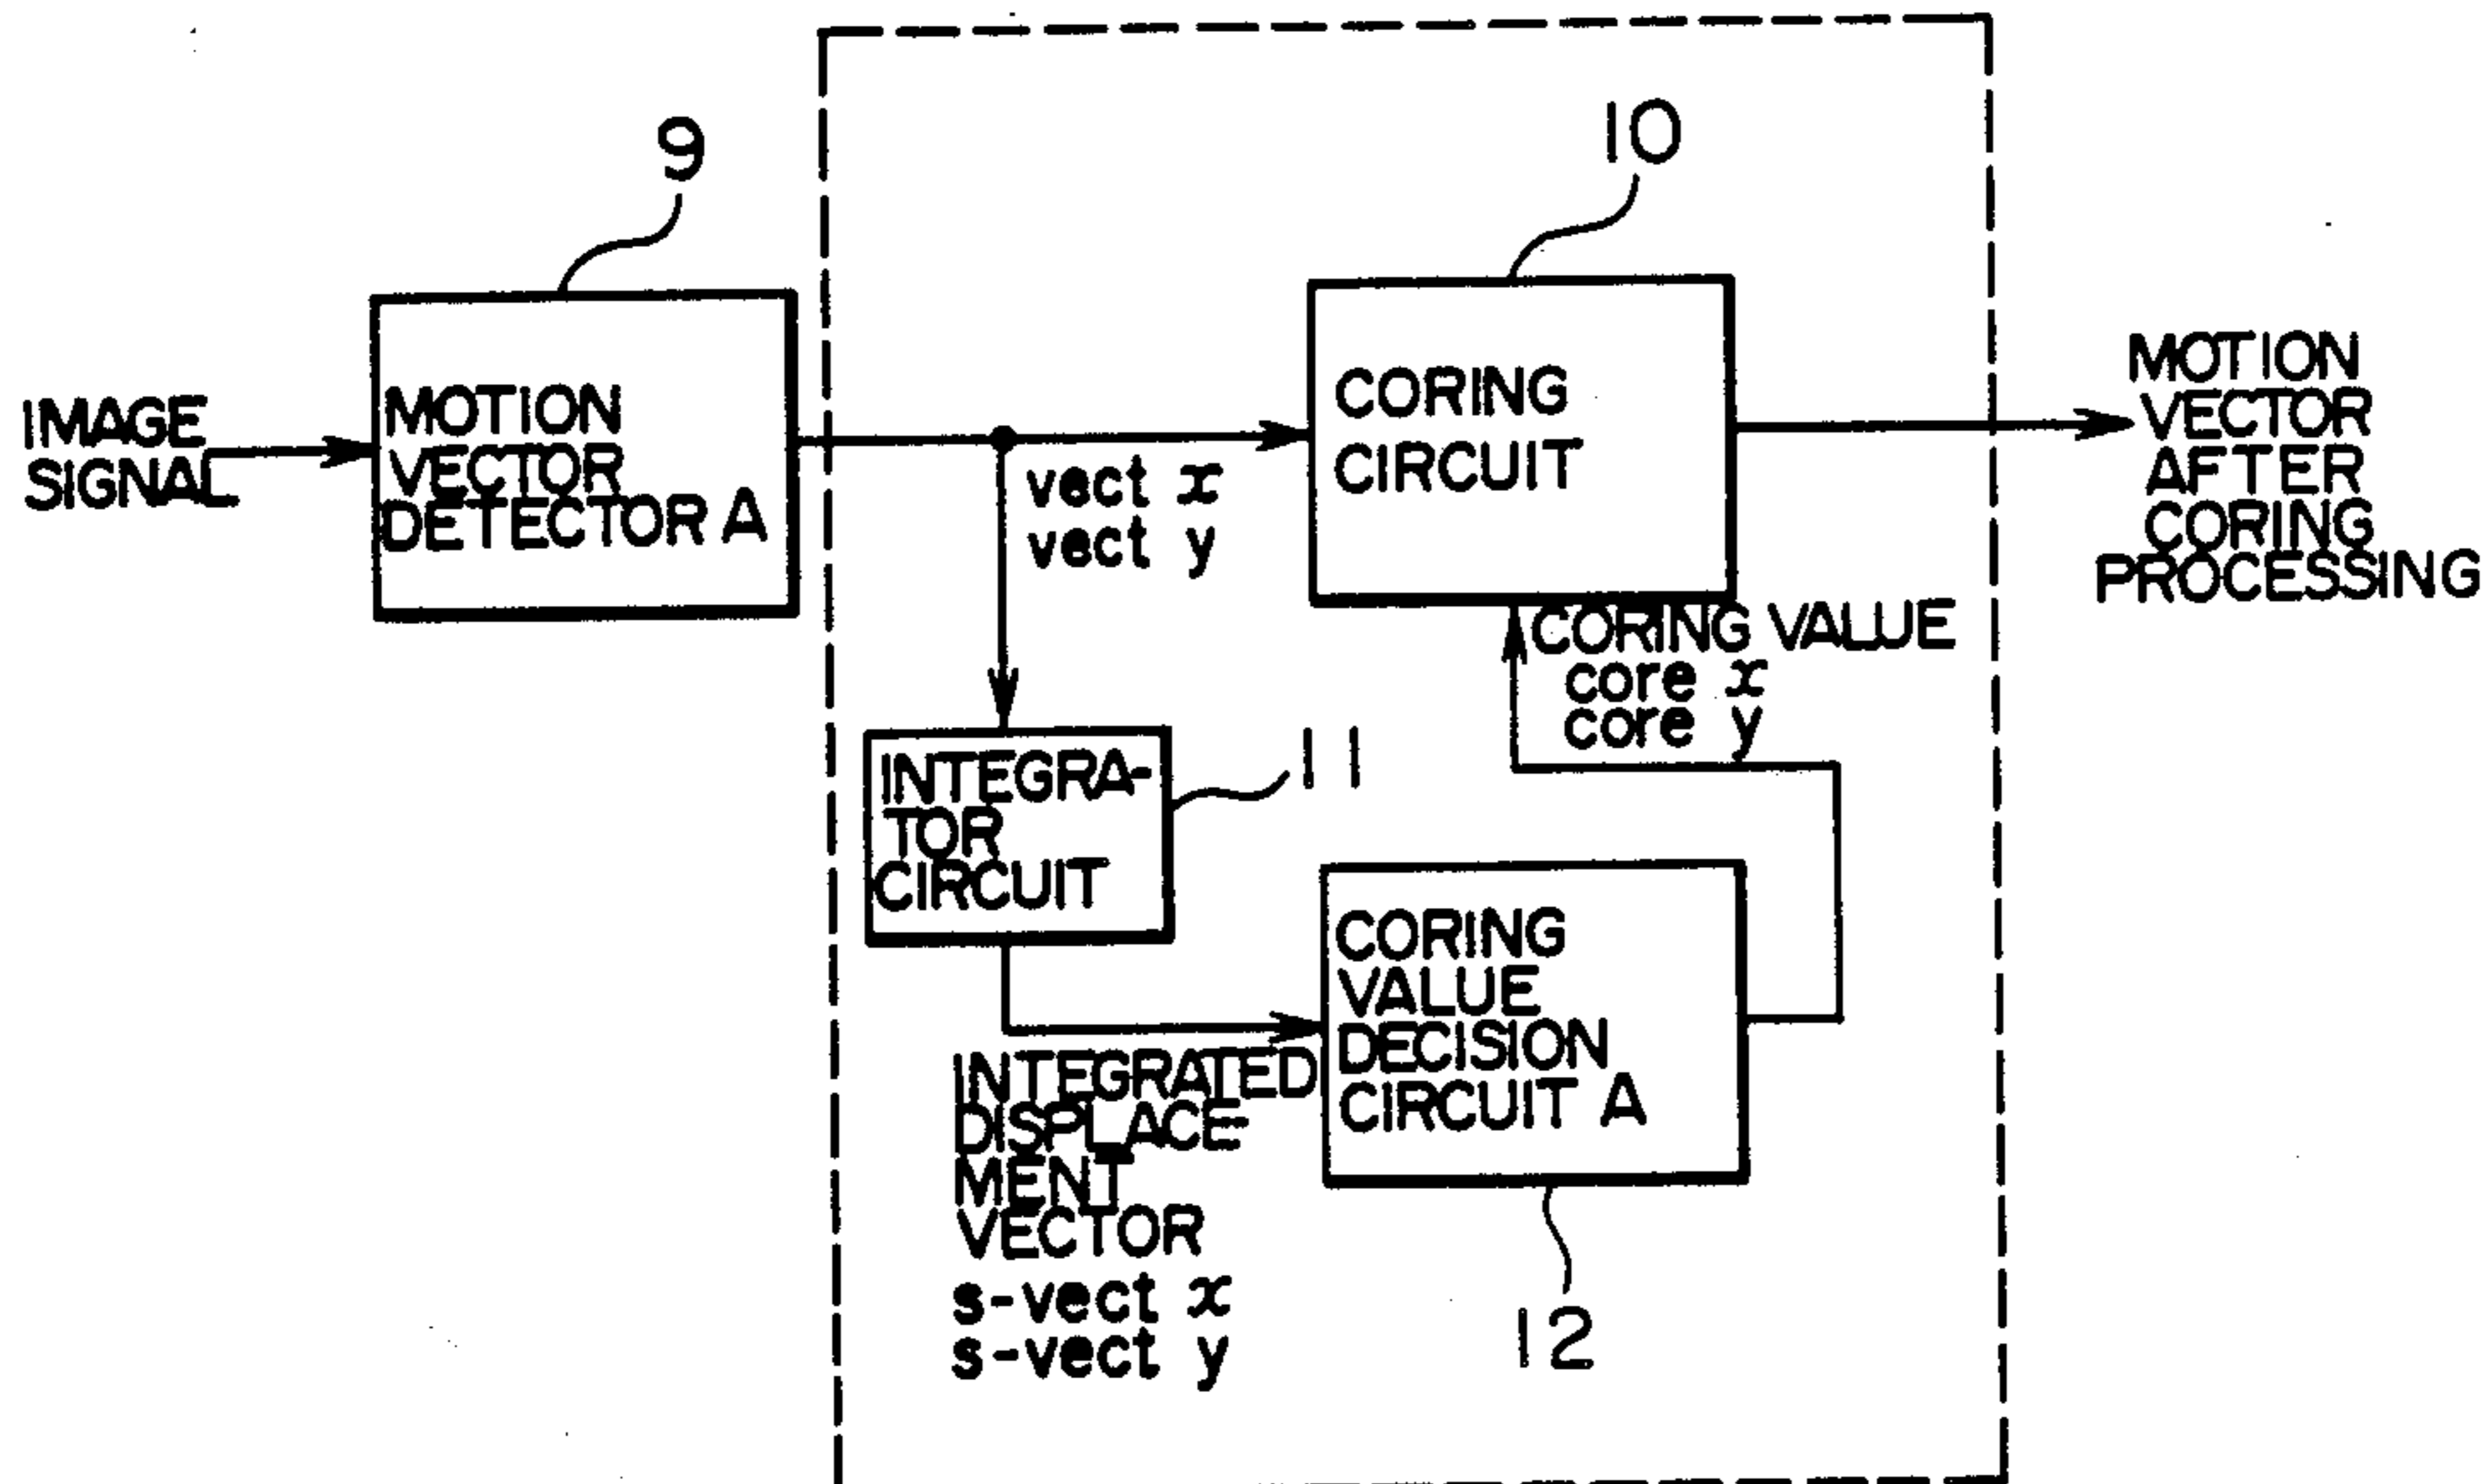 9
10
IMAGE
SIGNAL
MOTION
VECTOR
DETECTOR A
vect x
vect y
CORING
CIRCUIT
MOTION
VECTOR
AFTER
CORING
PROCESSING
CORING VALUE
core x
core y
INTEGRA-
TOR
CIRCUIT
11
CORING
VALUE
DECISION
CIRCUIT A
INTEGRATED
DISPLACE-
MENT
VECTOR
s-vect x
s-vect y
12